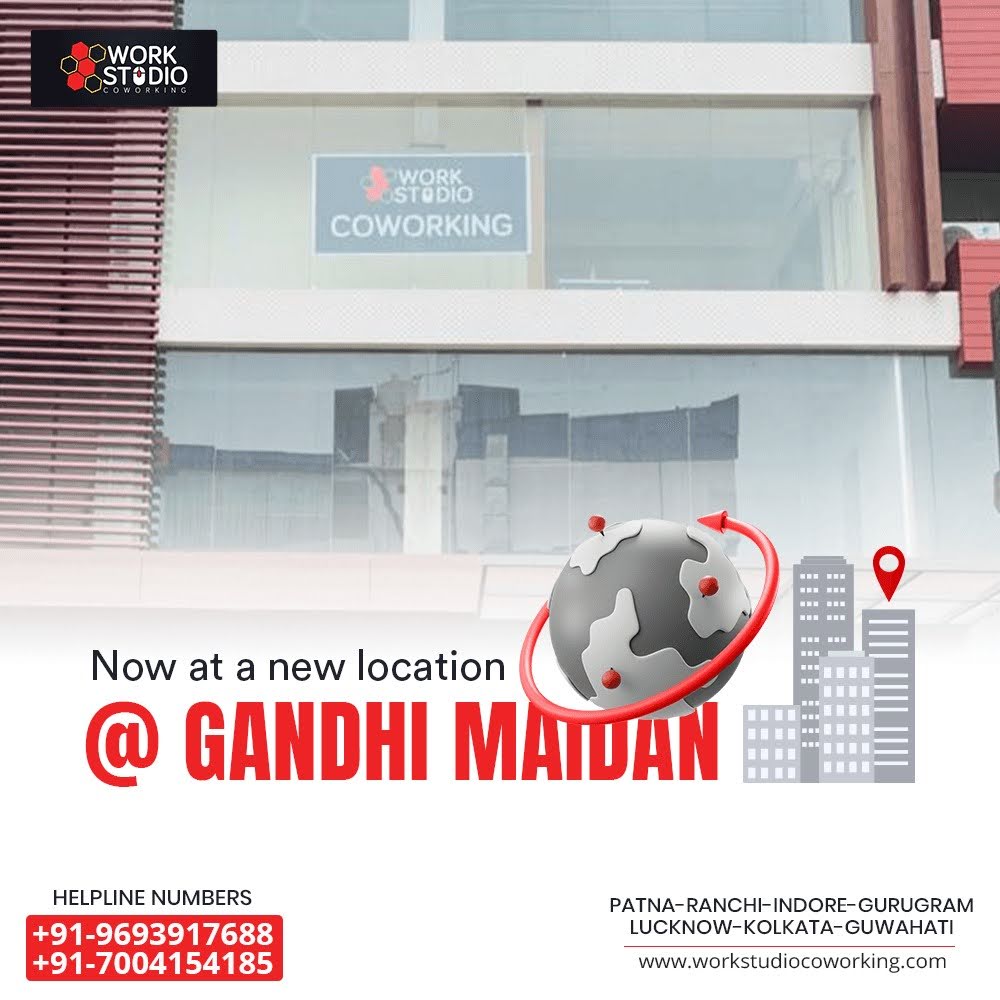 WORK
STUDIO
COWORKING
WORK
STUDIO
COWORKING
Now at a new location
@ GANDHI MAIDAN
HELPLINE NUMBERS
+91-9693917688
+91-7004154185
PATNA-RANCHI-INDORE-GURUGRAM
LUCKNOW-KOLKATA-GUWAHATI
www.workstudiocoworking.com